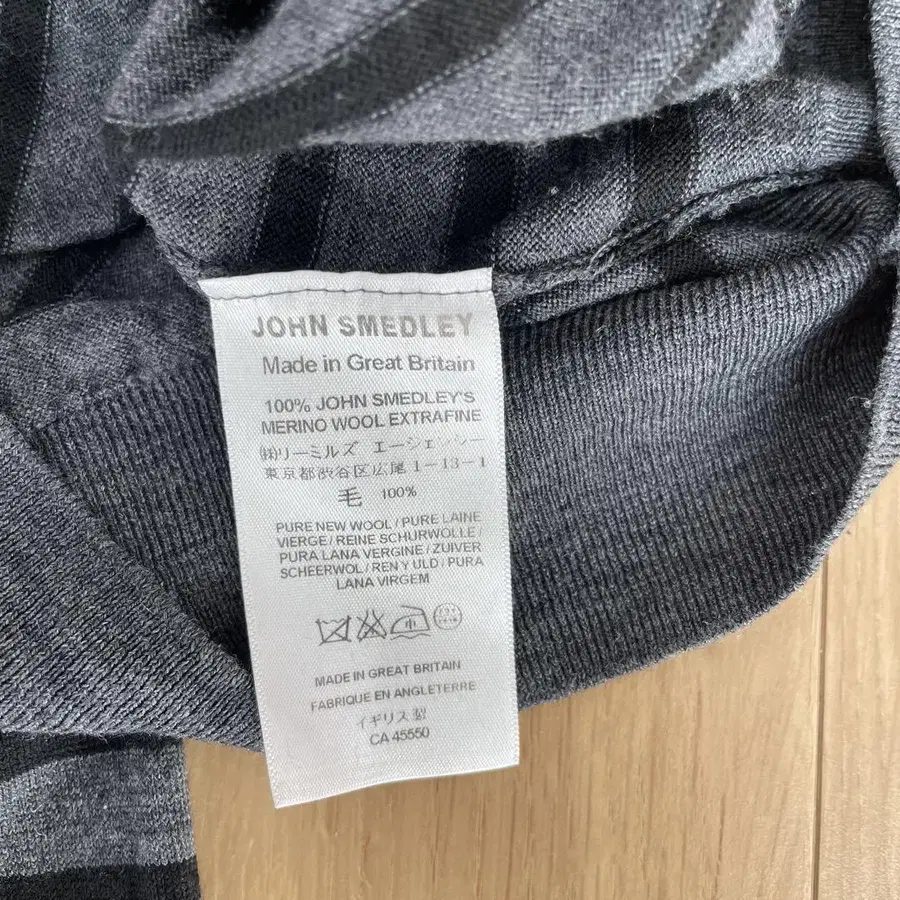 JOHN SMEDLEY
Made in Great Britain
100% JOHN SMEDLEY'S
MERINO WOOL EXTRAFINE
㈱リーミルズ エージェンシー
東京都渋谷区広尾1-13-1
毛 100%
PURE NEW WOOL / PURE LAINE
VIERGE / REINE SCHURWOLLE /
PURA LANA VERGINE / ZUIVER
SCHEERWOL / REN Y ULD / PURA
LANA VIRGEM
MADE IN GREAT BRITAIN
FABRIQUE EN ANGLETERRE
イギリス製
CA 45550